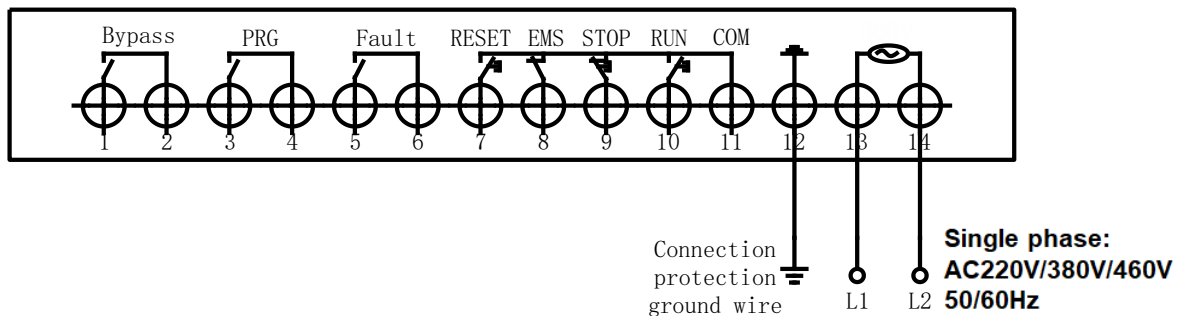 Bypass PRG Fault RESET EMS STOP RUN COM
1 2 3 4 5 6 7 8 9 10 11 12 13 14
Connection
protection
ground wire
L1 L2
Single phase:
AC220V/380V/460V
50/60Hz